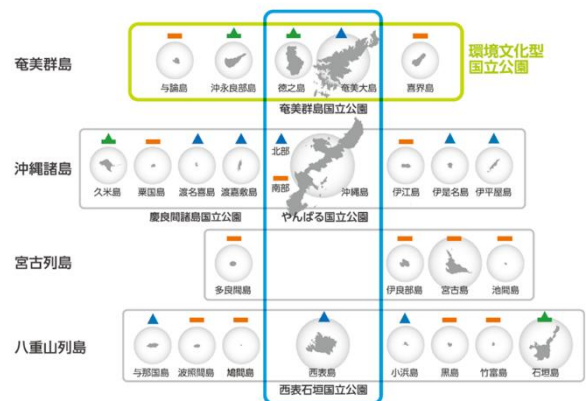 奄美群島
与論島
沖永良部島
徳之島
奄美大島
喜界島
環境文化型
国立公園
奄美群島国立公園
沖縄諸島
北部
南部
久米島
粟国島
渡名喜島
渡嘉敷島
沖縄島
伊江島
伊是名島
伊平屋島
慶良間諸島国立公園
やんばる国立公園
宮古列島
多良間島
伊良部島
宮古島
池間島
八重山列島
与那国島
波照間島
鳩間島
西表島
小浜島
黒島
竹富島
石垣島
西表石垣国立公園